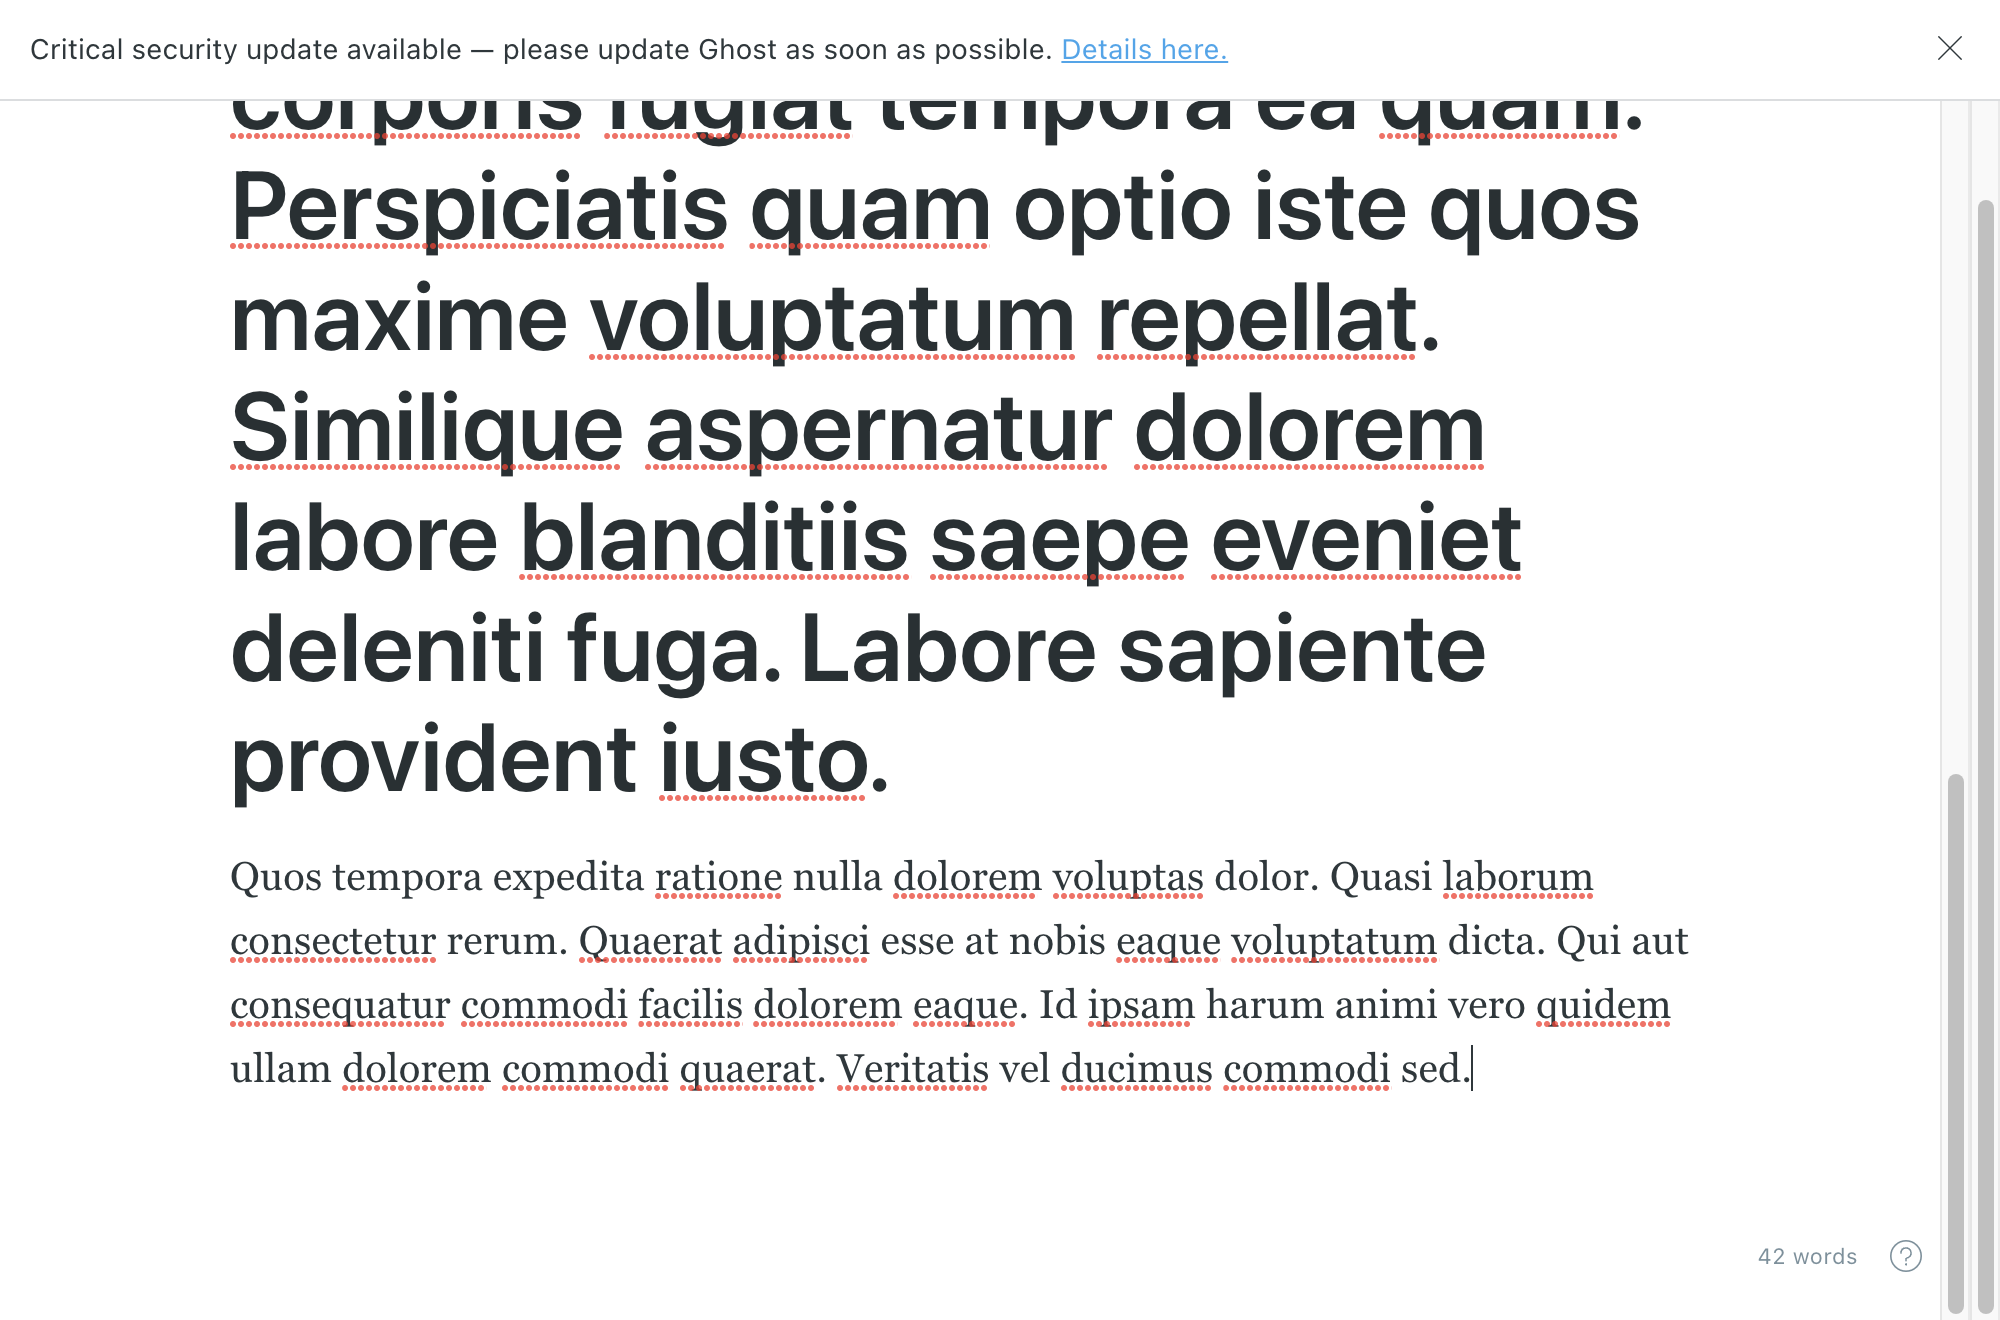 Critical security update available — please update Ghost as soon as possible. Details here.
corporis fugiat tempora ea quam.
Perspiciatis quam optio iste quos
maxime voluptatum repellat.
Similique aspernatur dolorem
labore blanditiis saepe eveniet
deleniti fuga. Labore sapiente
provident iusto.
Quos tempora expedita ratione nulla dolorem voluptas dolor. Quasi laborum
consectetur rerum. Quaerat adipisci esse at nobis eaque voluptatum dicta. Qui aut
consequatur commodi facilis dolorem eaque. Id ipsam harum animi vero quidem
ullam dolorem commodi quaerat. Veritatis vel ducimus commodi sed.
42 words
?